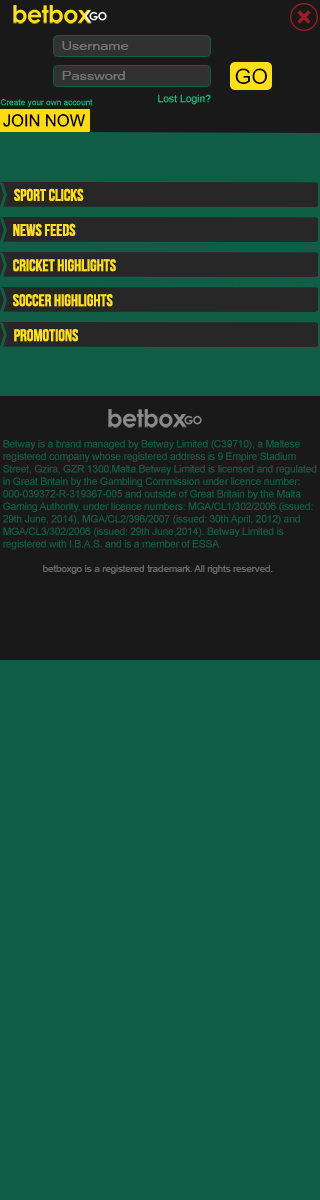 betboxGO
Username
Password
GO
Lost Login?
Create your own account
JOIN NOW
SPORT CLICKS
NEWS FEEDS
CRICKET HIGHLIGHTS
SOCCER HIGHLIGHTS
PROMOTIONS
betboxGO
Betway is a brand managed by Betway Limited (C39710), a Maltese
registered company whose registered address is 9 Empire Stadium
Street, Gzira, GZR 1300,Malta.Betway Limited is licensed and regulated
in Great Britain by the Gambling Commission under licence number:
000-039372-R-319367-005 and outside of Great Britain by the Malta
Gaming Authority, under licence numbers: MGA/CL1/302/2006 (issued:
29th June, 2014), MGA/CL2/396/2007 (issued: 30th April, 2012) and
MGA/CL3/302/2006 (issued: 29th June,2014). Betway Limited is
registered with I.B.A.S. and is a member of ESSA.
betboxgo is a registered trademark. All rights reserved.